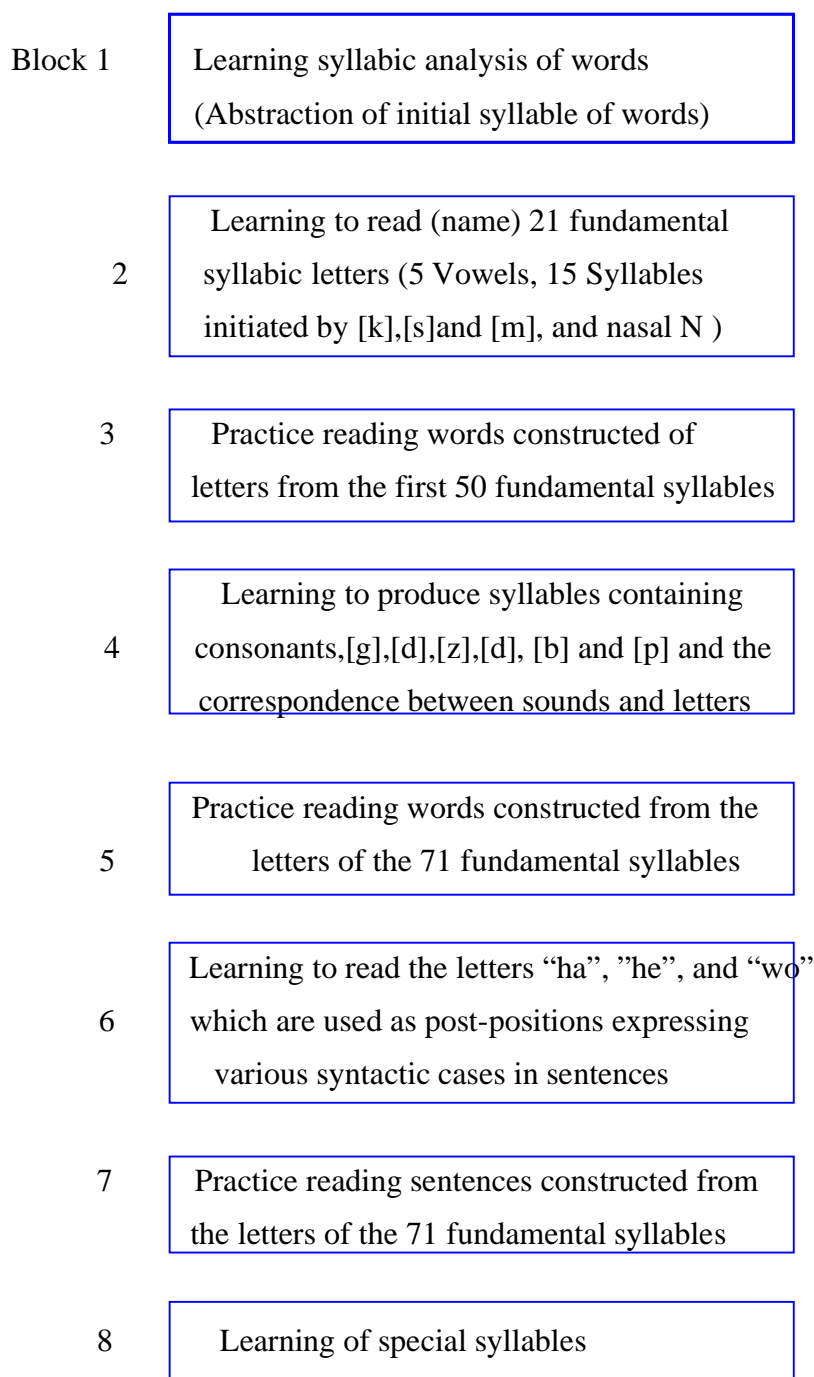 Block 1 Learning syllabic analysis of words
(Abstraction of initial syllable of words)
Learning to read (name) 21 fundamental
2 syllabic letters (5 Vowels, 15 Syllables
initiated by [k],[s]and [m], and nasal N )
3 Practice reading words constructed of
letters from the first 50 fundamental syllables
Learning to produce syllables containing
4 consonants,[g],[d],[z],[d], [b] and [p] and the
correspondence between sounds and letters
Practice reading words constructed from the
5 letters of the 71 fundamental syllables
Learning to read the letters “ha”, ”he”, and “wo”
6 which are used as post-positions expressing
various syntactic cases in sentences
7 Practice reading sentences constructed from
the letters of the 71 fundamental syllables
8 Learning of special syllables